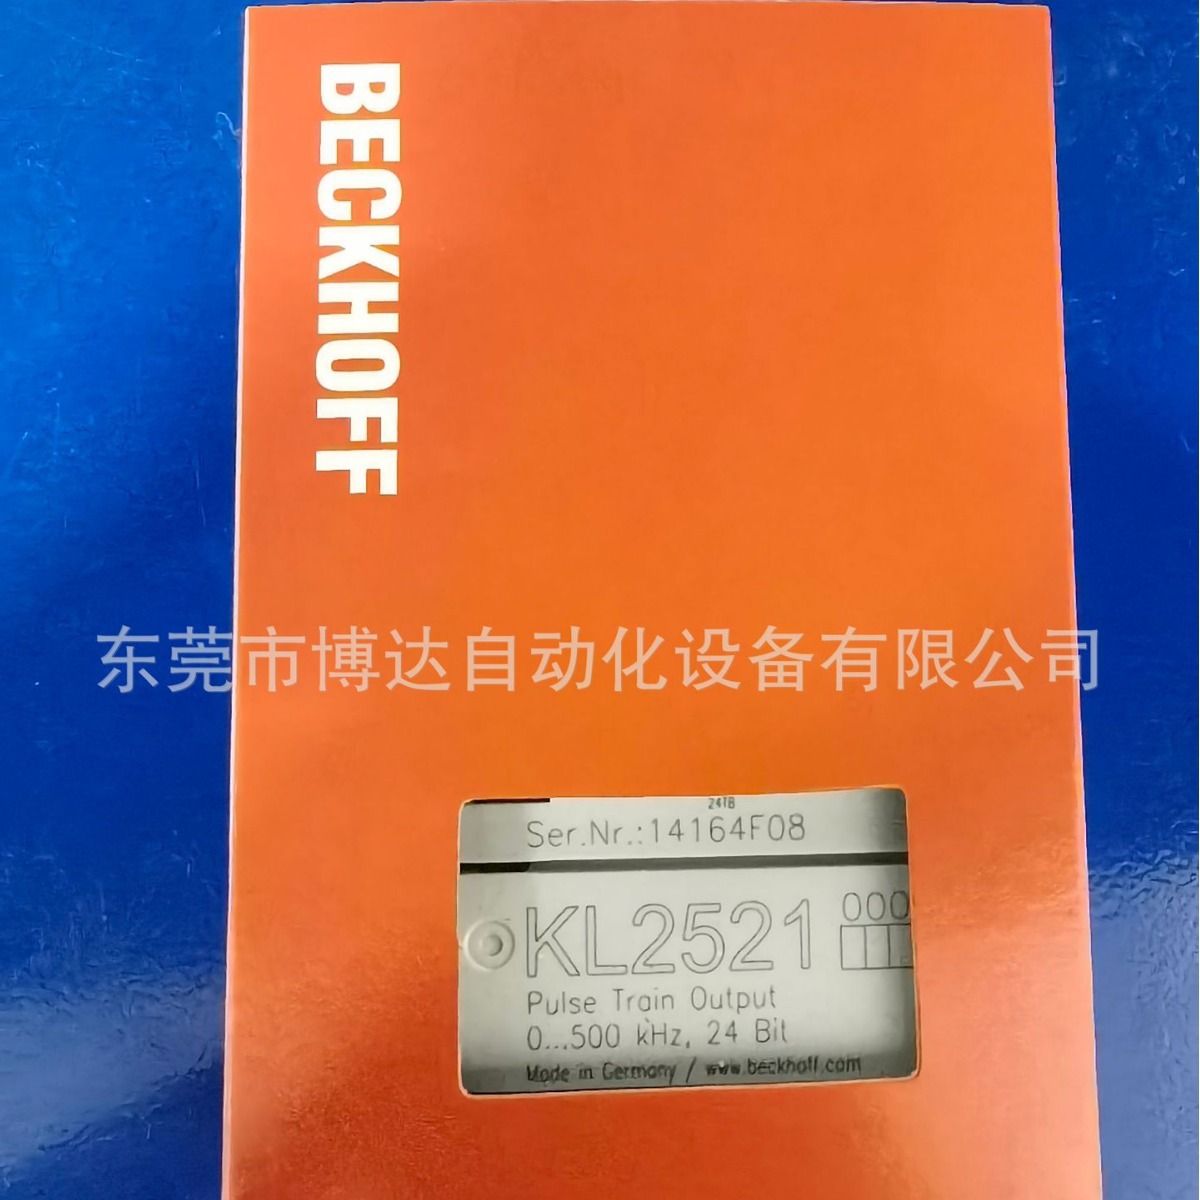 BECKHOFF
东莞市博达自动化设备有限公司
24TB
Ser.Nr.:14164F08
KL2521 000
Pulse Train Output
0...500 kHz, 24 Bit
Made in Germany / www.beckhoff.com